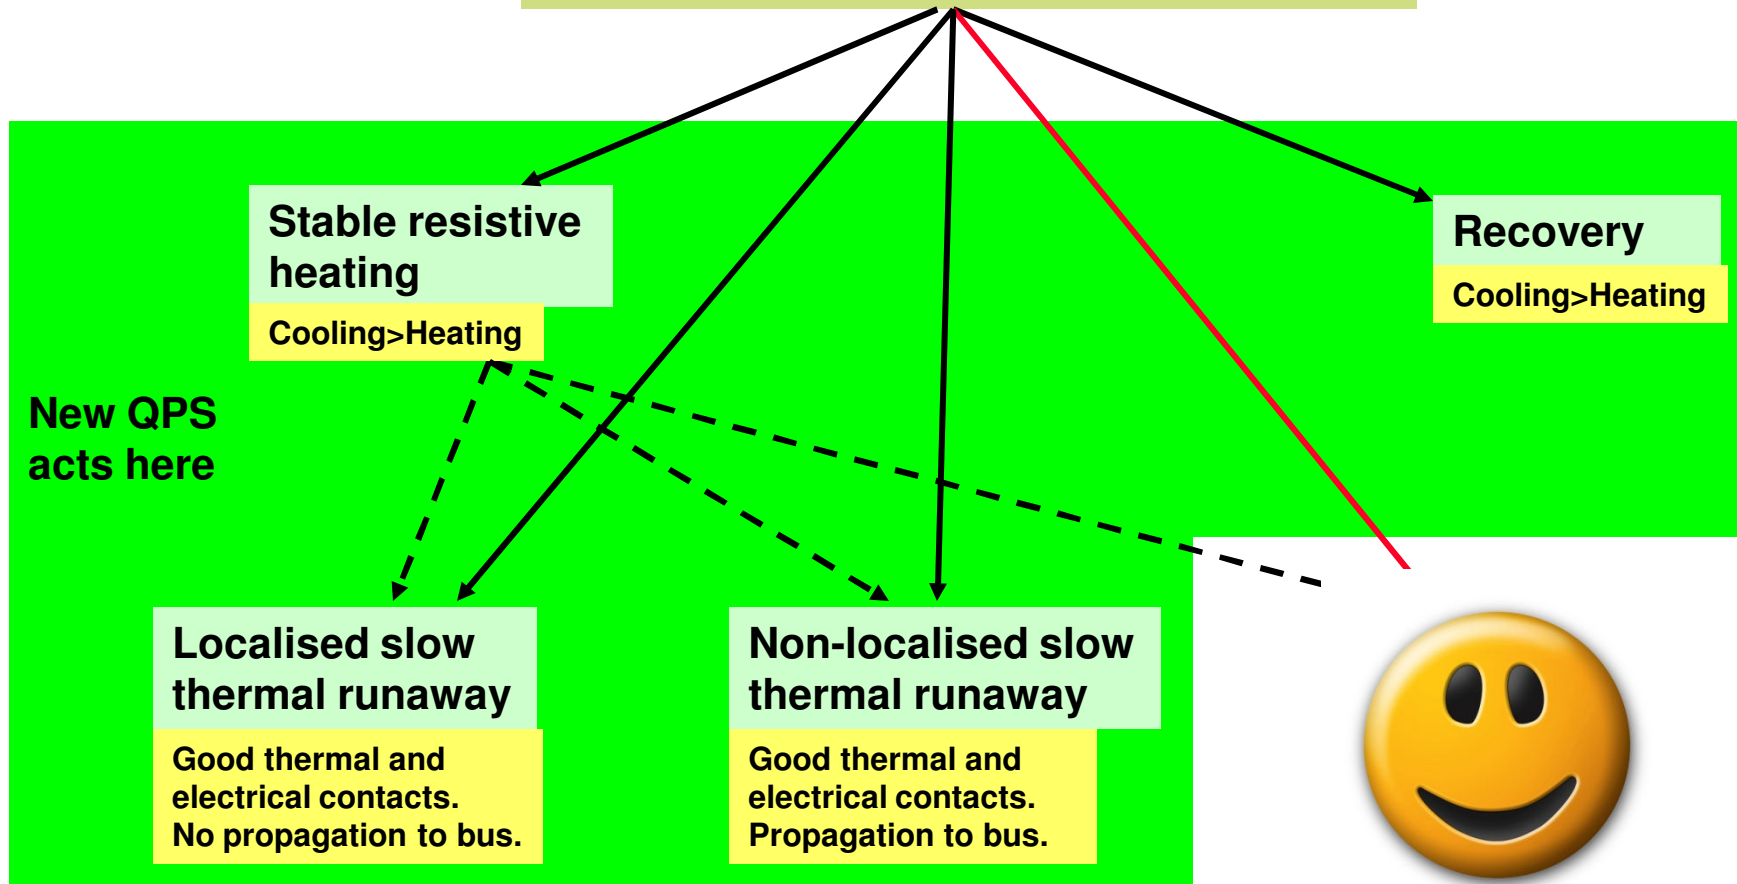 Stable resistive
heating
Cooling>Heating
Recovery
Cooling>Heating
New QPS
acts here
Localised slow
thermal runaway
Good thermal and
electrical contacts.
No propagation to bus.
Non-localised slow
thermal runaway
Good thermal and
electrical contacts.
Propagation to bus.